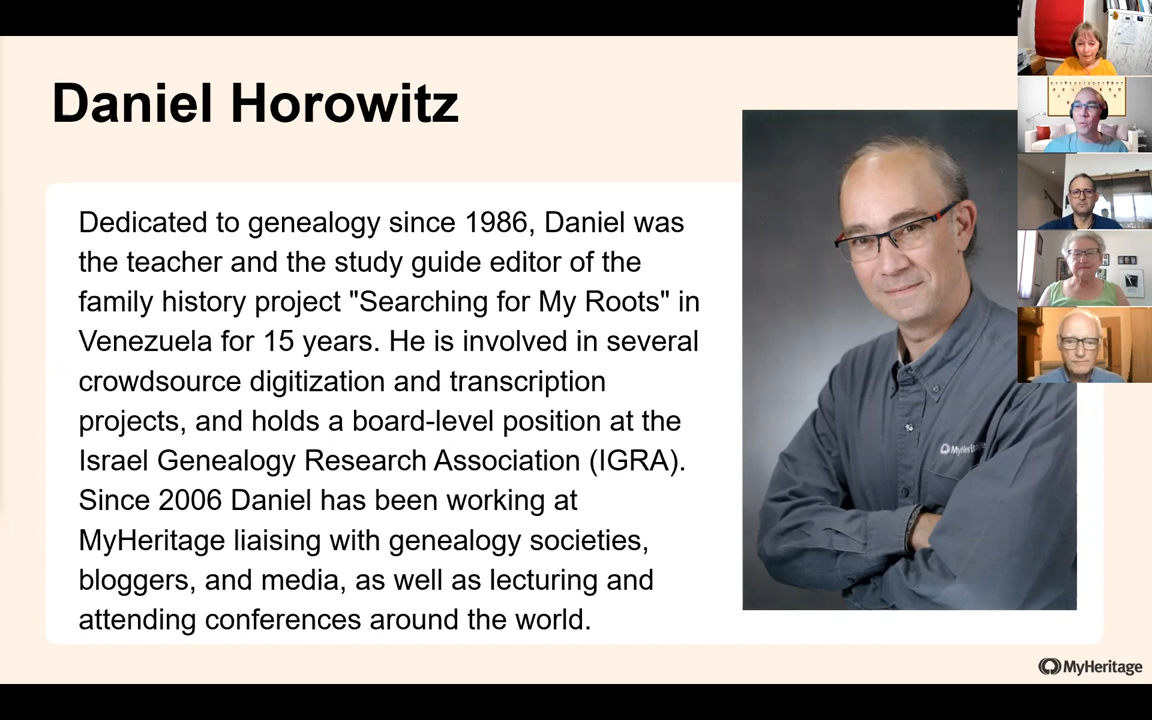 Daniel Horowitz
Dedicated to genealogy since 1986, Daniel was
the teacher and the study guide editor of the
family history project "Searching for My Roots" in
Venezuela for 15 years. He is involved in several
crowdsource digitization and transcription
projects, and holds a board-level position at the
Israel Genealogy Research Association (IGRA).
Since 2006 Daniel has been working at
MyHeritage liaising with genealogy societies,
bloggers, and media, as well as lecturing and
attending conferences around the world.
MyHeritage
MyHeritage